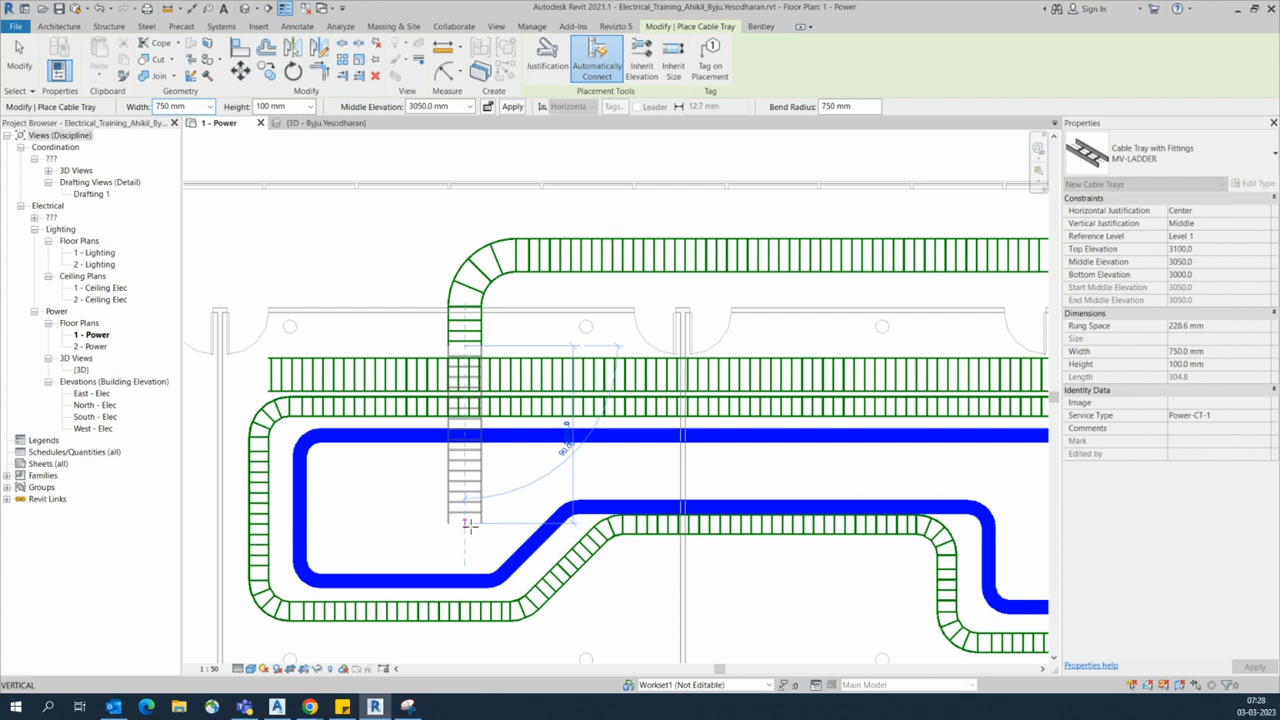 Autodesk Revit 2021.1 - Electrical_Training_Ahikil_Byju.Yesodharan.rvt - Floor Plan: 1 - Power
Sign In
File Architecture Structure Steel Precast Systems Insert Annotate Analyze Massing & Site Collaborate View Manage Add-Ins Revizto 5 Modify | Place Cable Tray Bentley
Modify
Paste
Cope
Cut
Join
Justification
Automatically Connect
Inherit Elevation
Inherit Size
Tag on Placement
Select Properties Clipboard Geometry Modify View Measure Create Placement Tools Tag
Modify | Place Cable Tray Width: 750 mm Height: 100 mm Middle Elevation: 3050.0 mm Apply Horizonta Tags... Leader 12.7 mm Bend Radius: 750 mm
Project Browser - Electrical_Training_Ahikil_By...
1 - Power
{3D - Byju.Yesodharan}
Views (Discipline)
Coordination
???
3D Views
Drafting Views (Detail)
Drafting 1
Electrical
???
Lighting
Floor Plans
1 - Lighting
2 - Lighting
Ceiling Plans
1 - Ceiling Elec
2 - Ceiling Elec
Power
Floor Plans
1 - Power
2 - Power
3D Views
{3D}
Elevations (Building Elevation)
East - Elec
North - Elec
South - Elec
West - Elec
Legends
Schedules/Quantities (all)
Sheets (all)
Families
Groups
Revit Links
Properties
Cable Tray with Fittings
MV-LADDER
New Cable Trays Edit Type
Constraints
Horizontal Justification Center
Vertical Justification Middle
Reference Level Level 1
Top Elevation 3100.0
Middle Elevation 3050.0
Bottom Elevation 3000.0
Start Middle Elevation 3050.0
End Middle Elevation 3050.0
Dimensions
Rung Space 228.6 mm
Size
Width 750.0 mm
Height 100.0 mm
Length 304.8
Identity Data
Image
Service Type Power-CT-1
Comments
Mark
Edited by
Properties help
Apply
1 : 50
VERTICAL
Workset1 (Not Editable)
:0
Main Model
:0
07:28
03-03-2023